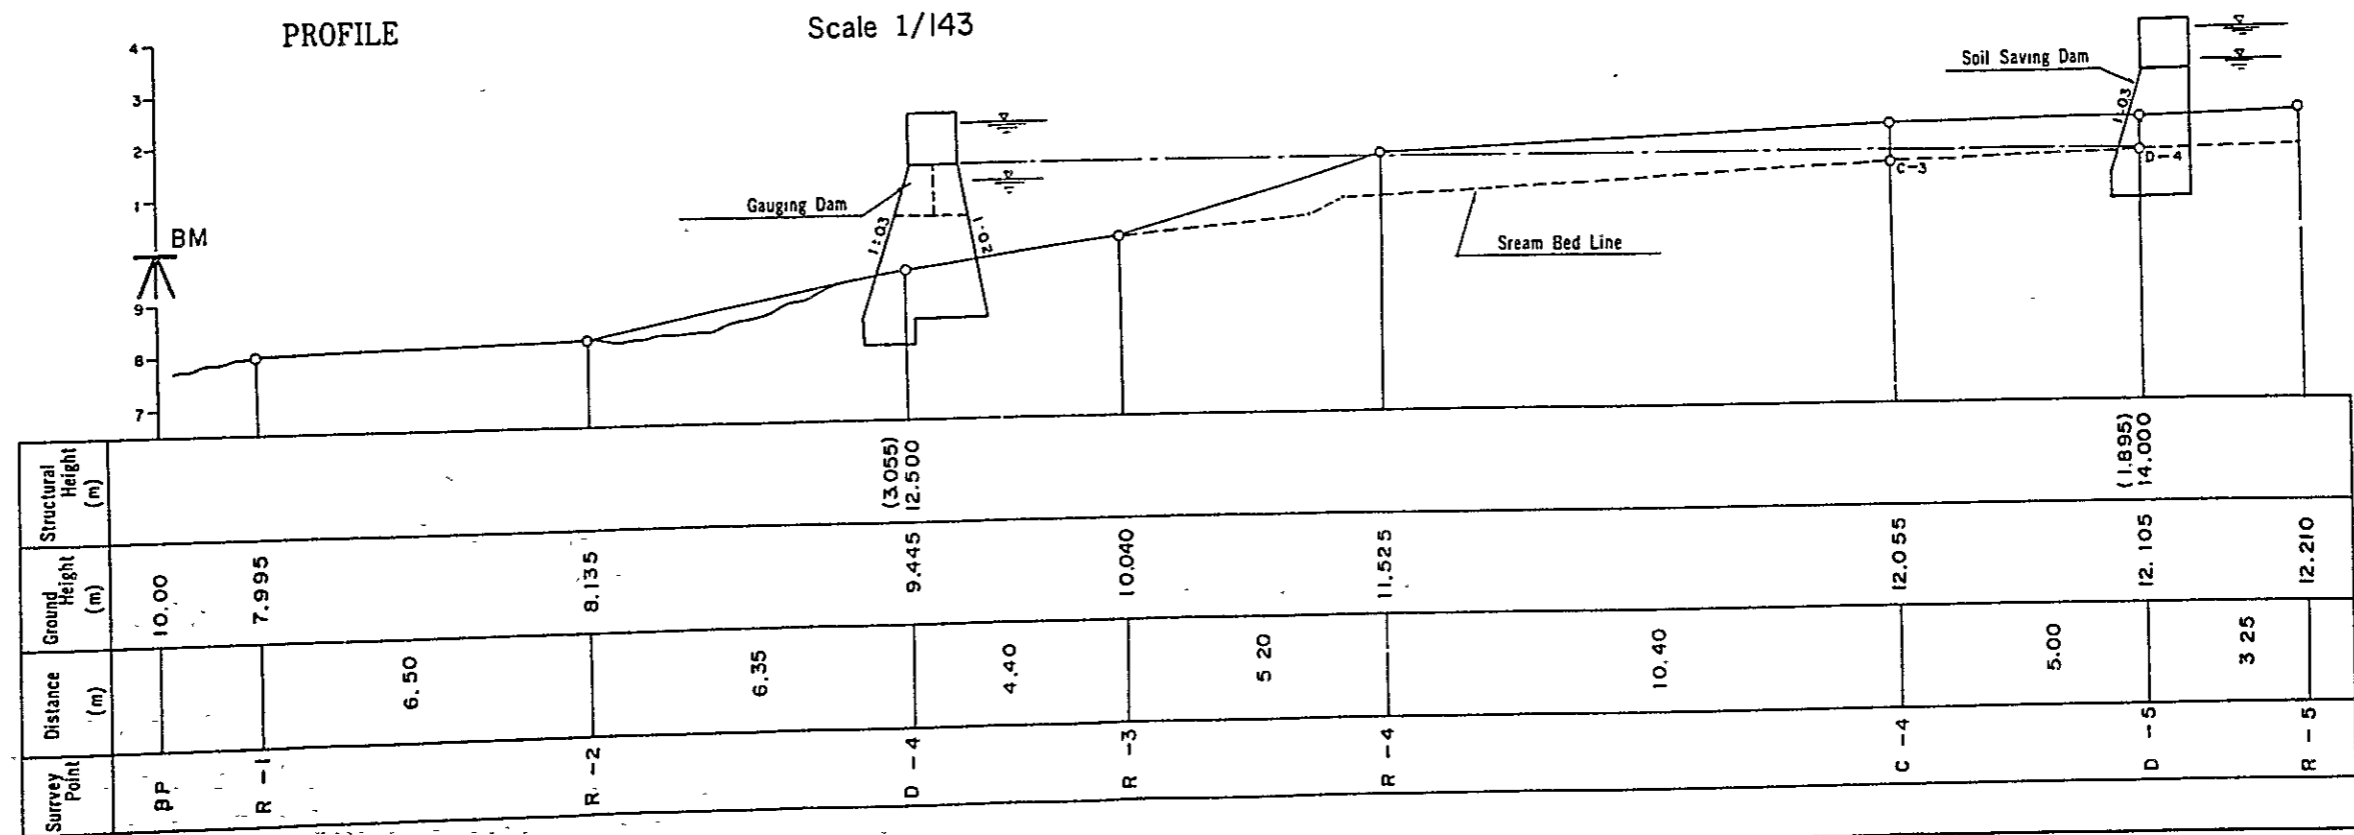 PROFILE
Scale 1/143
4
3
2
1
BM
9
8
7
Gauging Dam
1:03
1:02
Sream Bed Line
Soil Saving Dam
1:03
C-3
D-4
Structural Height (m)
(3.055) 12.500
(1.895) 14.000
Ground Height (m)
10.00 7.995 8.135 9.445 10.040 11.525 12.055 12.105 12.210
Distance (m)
6.50 6.35 4.40 5 20 10.40 5.00 3 25
Surrvey Point
BP R-1 R-2 D-4 R-3 R-4 C-4 D-5 R-5